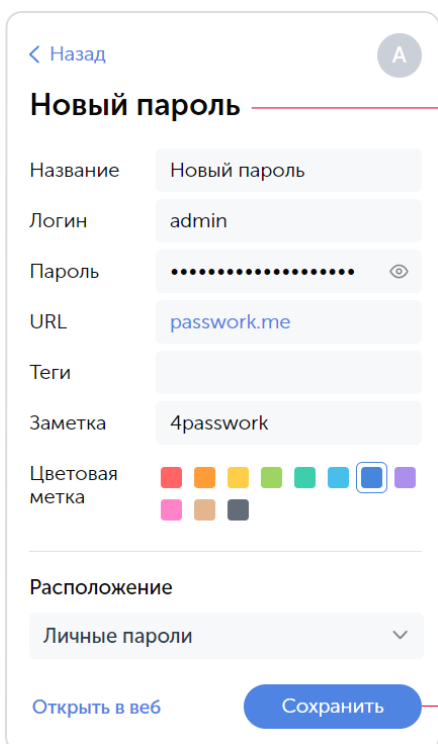 Назад
А
Новый пароль
Название Новый пароль
Логин admin
Пароль ••••••••••••••••••••
URL passwork.me
Теги
Заметка 4passwork
Цветовая
метка
Расположение
Личные пароли
Открыть в веб Сохранить